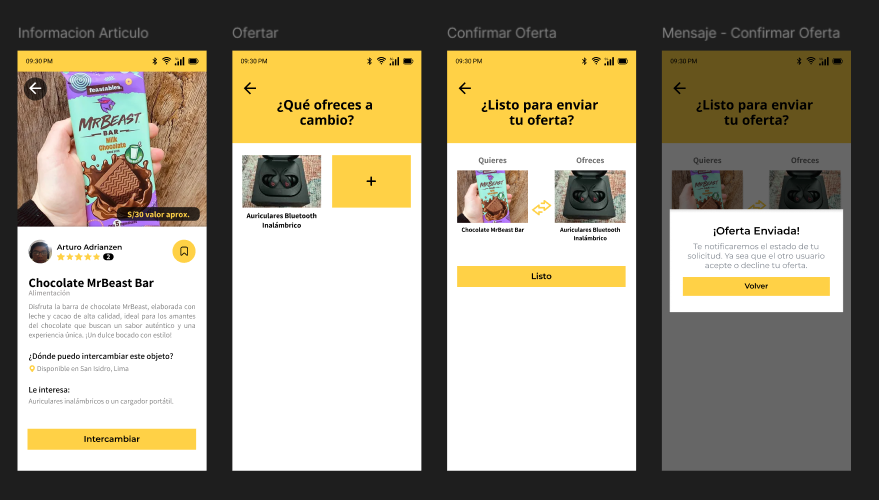 Informacion Articulo
09:30 PM
feastables.
MRBEAST
BAR
Milk
Chocolate
S/30 valor aprox.
Arturo Adrianzen
2
Chocolate MrBeast Bar
Alimentación
Disfruta la barra de chocolate MrBeast, elaborada con
leche y cacao de alta calidad, ideal para los amantes
del chocolate que buscan un sabor auténtico y una
experiencia única. ¡Un dulce bocado con estilo!
¿Dónde puedo intercambiar este objeto?
Disponible en San Isidro, Lima
Le interesa:
Auriculares inalámbricos o un cargador portátil.
Intercambiar
Ofertar
09:30 PM
¿Qué ofreces a
cambio?
+
Auriculares Bluetooth
Inalámbrico
Confirmar Oferta
09:30 PM
¿Listo para enviar
tu oferta?
Quieres
Ofreces
MRBEAST
Chocolate MrBeast Bar
Auriculares Bluetooth
Inalámbrico
Listo
Mensaje - Confirmar Oferta
09:30 PM
¿Listo para enviar
tu oferta?
Quieres
Ofreces
MRBEAST
¡Oferta Enviada!
Te notificaremos el estado de tu
solicitud. Ya sea que el otro usuario
acepte o decline tu oferta.
Volver